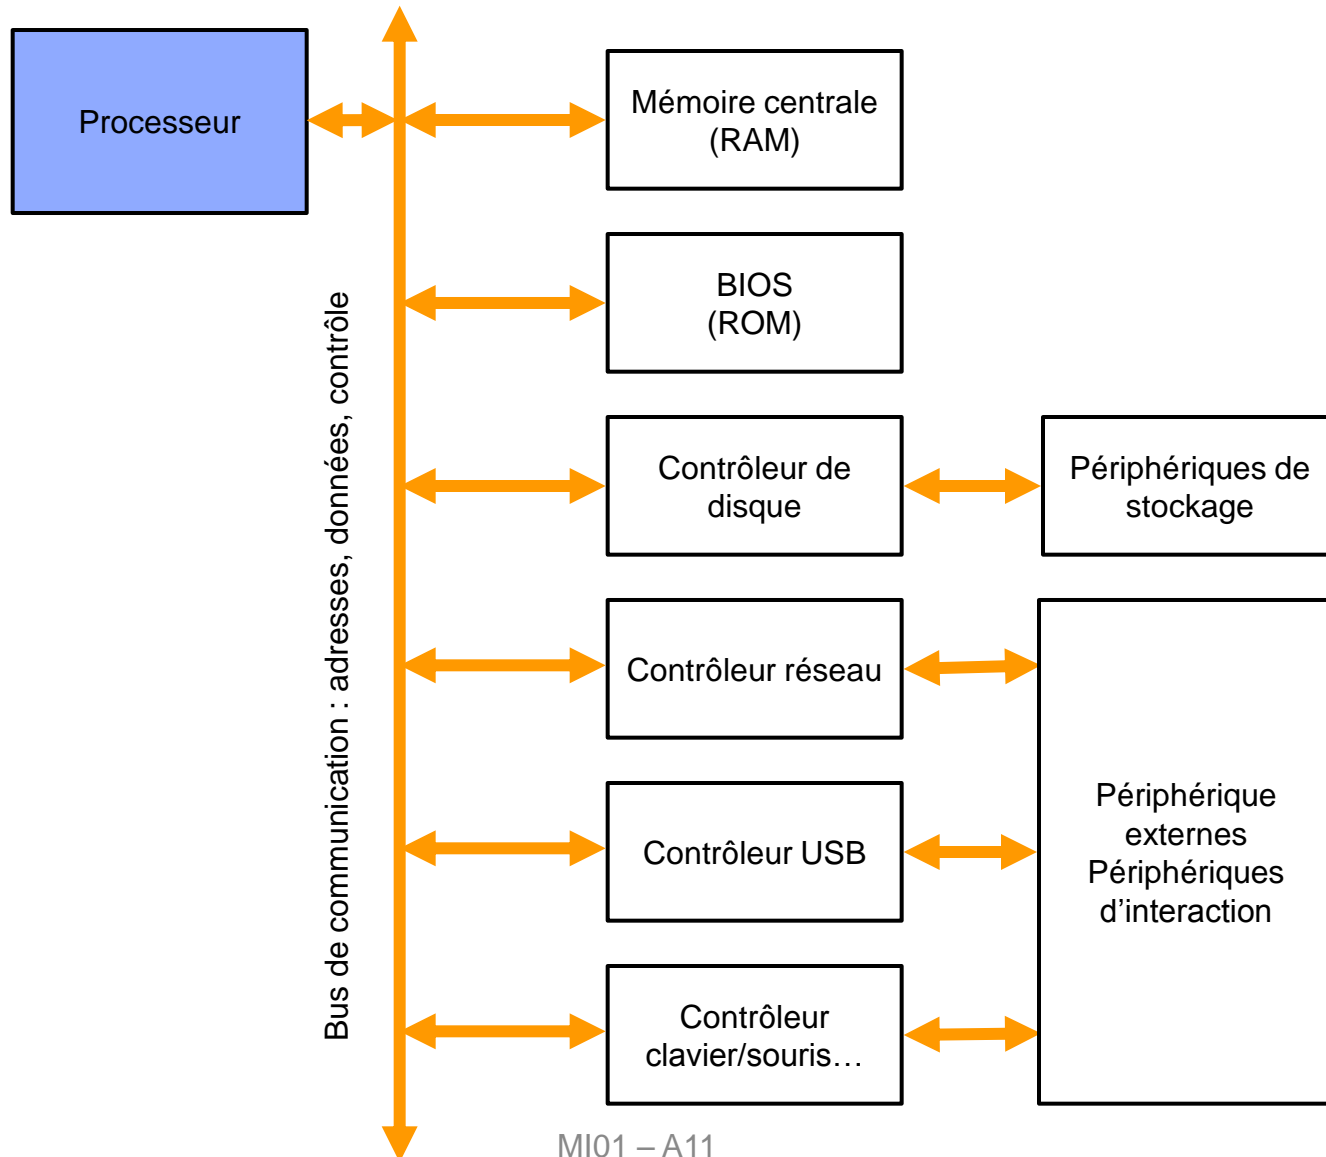 Processeur
Mémoire centrale
(RAM)
BIOS
(ROM)
Bus de communication : adresses, données, contrôle
Contrôleur de
disque
Périphériques de
stockage
Contrôleur réseau
Contrôleur USB
Périphérique
externes
Périphériques
d’interaction
Contrôleur
clavier/souris…
MI01 – A11